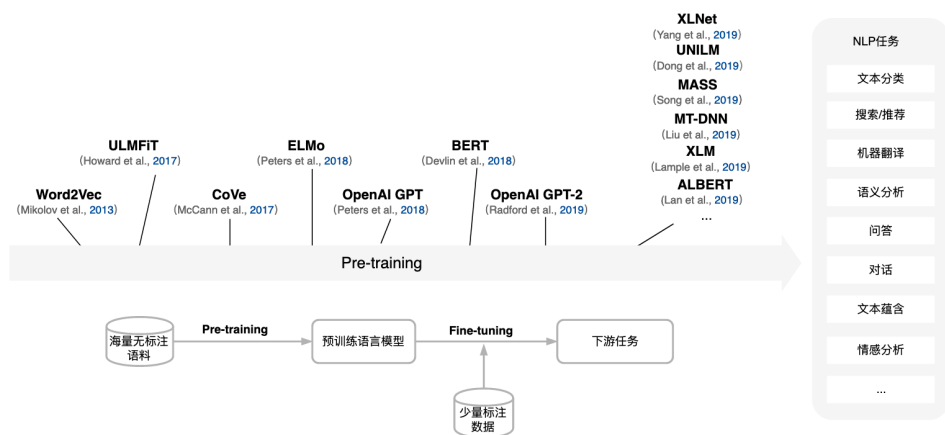 XLNet
(Yang et al., 2019)
UNILM
(Dong et al., 2019)
MASS
(Song et al., 2019)
MT-DNN
(Liu et al., 2019)
XLM
(Lample et al., 2019)
ALBERT
(Lan et al., 2019)
...
ULMFiT
(Howard et al., 2017)
ELMo
(Peters et al., 2018)
BERT
(Devlin et al., 2018)
Word2Vec
(Mikolov et al., 2013)
CoVe
(McCann et al., 2017)
OpenAI GPT
(Peters et al., 2018)
OpenAI GPT-2
(Radford et al., 2019)
Pre-training
海量无标注
语料
Pre-training
预训练语言模型
Fine-tuning
下游任务
少量标注
数据
NLP任务
文本分类
搜索/推荐
机器翻译
语义分析
问答
对话
文本蕴含
情感分析
...